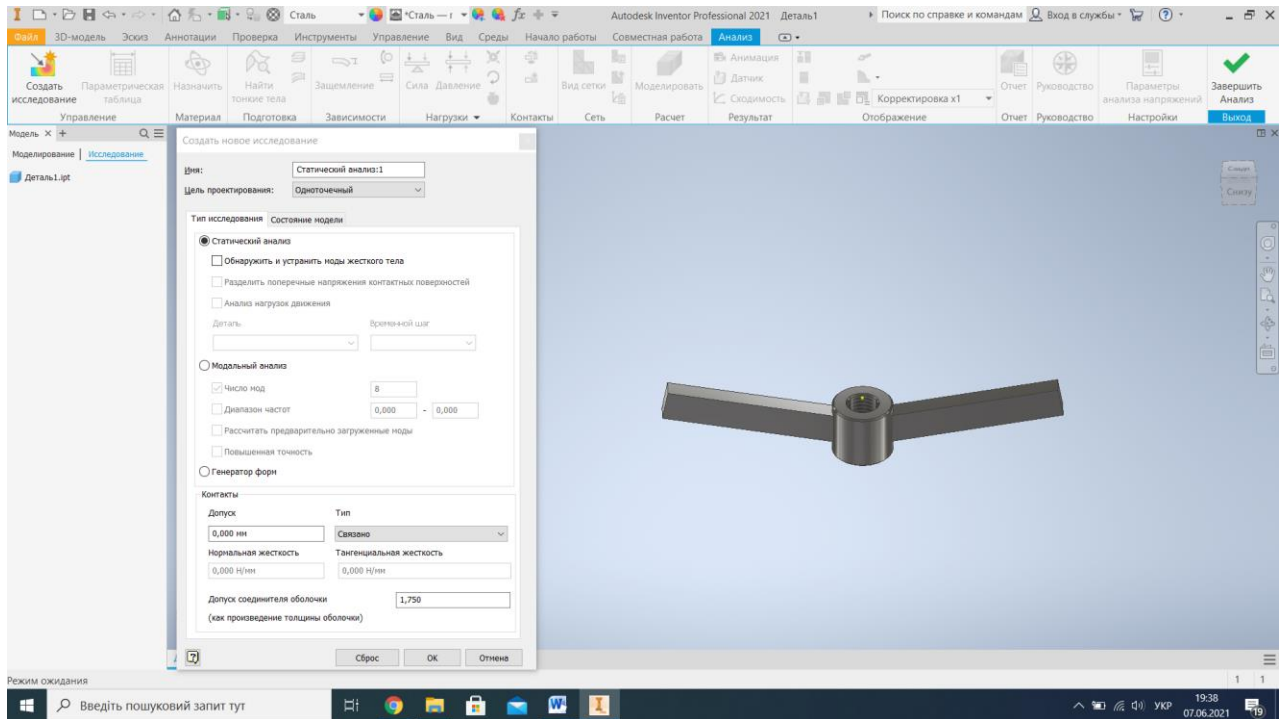 Сталь
*Сталь — г
Autodesk Inventor Professional 2021 Деталь1
Поиск по справке и командам
Вход в службы
Файл 3D-модель Эскиз Аннотации Проверка Инструменты Управление Вид Среды Начало работы Совместная работа Анализ
Создать исследование
Параметрическая таблица
Назначить
Найти тонкие тела
Защемление
Сила Давление
Вид сетки
Моделировать
Анимация
Датчик
Сходимость
Корректировка x1
Отчет
Руководство
Параметры анализа напряжений
Завершить Анализ
Управление Материал Подготовка Зависимости Нагрузки Контакты Сеть Расчет Результат Отображение Отчет Руководство Настройки Выход
Модель × +
Моделирование | Исследование
Деталь1.ipt
Создать новое исследование
Имя: Статический анализ:1
Цель проектирования: Одноточечный
Тип исследования Состояние модели
Статический анализ
Обнаружить и устранить моды жесткого тела
Разделить поперечные напряжения контактных поверхностей
Анализ нагрузок движения
Деталь Временной шаг
Модальный анализ
Число мод 8
Диапазон частот 0,000 - 0,000
Рассчитать предварительно загруженные моды
Повышенная точность
Генератор форм
Контакты
Допуск Тип
0,000 мм Связано
Нормальная жесткость Тангенциальная жесткость
0,000 Н/мм 0,000 Н/мм
Допуск соединителя оболочки 1,750
(как произведение толщины оболочки)
Сброс OK Отмена
Снизу
Режим ожидания
1 1
Введіть пошуковий запит тут
УКР
19:38
07.06.2021
19